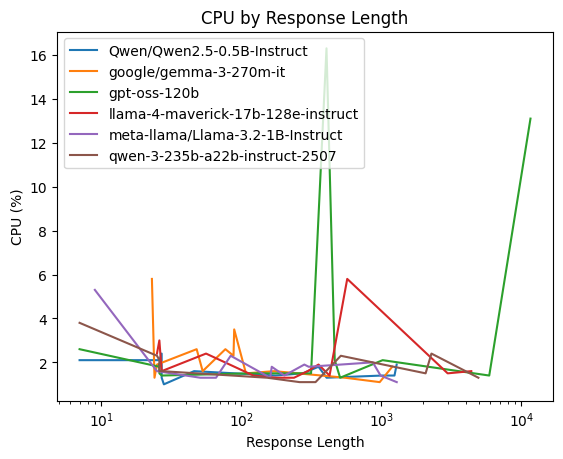 CPU by Response Length
Qwen/Qwen2.5-0.5B-Instruct
google/gemma-3-270m-it
gpt-oss-120b
llama-4-maverick-17b-128e-instruct
meta-llama/Llama-3.2-1B-Instruct
qwen-3-235b-a22b-instruct-2507
CPU (%)
16
14
12
10
8
6
4
2
10¹
10²
10³
10⁴
Response Length